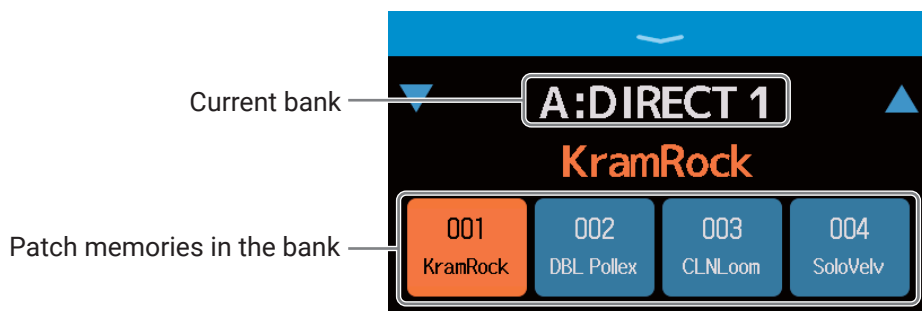 Current bank
A:DIRECT 1
KramRock
Patch memories in the bank
001
KramRock
002
DBL Pollex
003
CLNLoom
004
SoloVelv